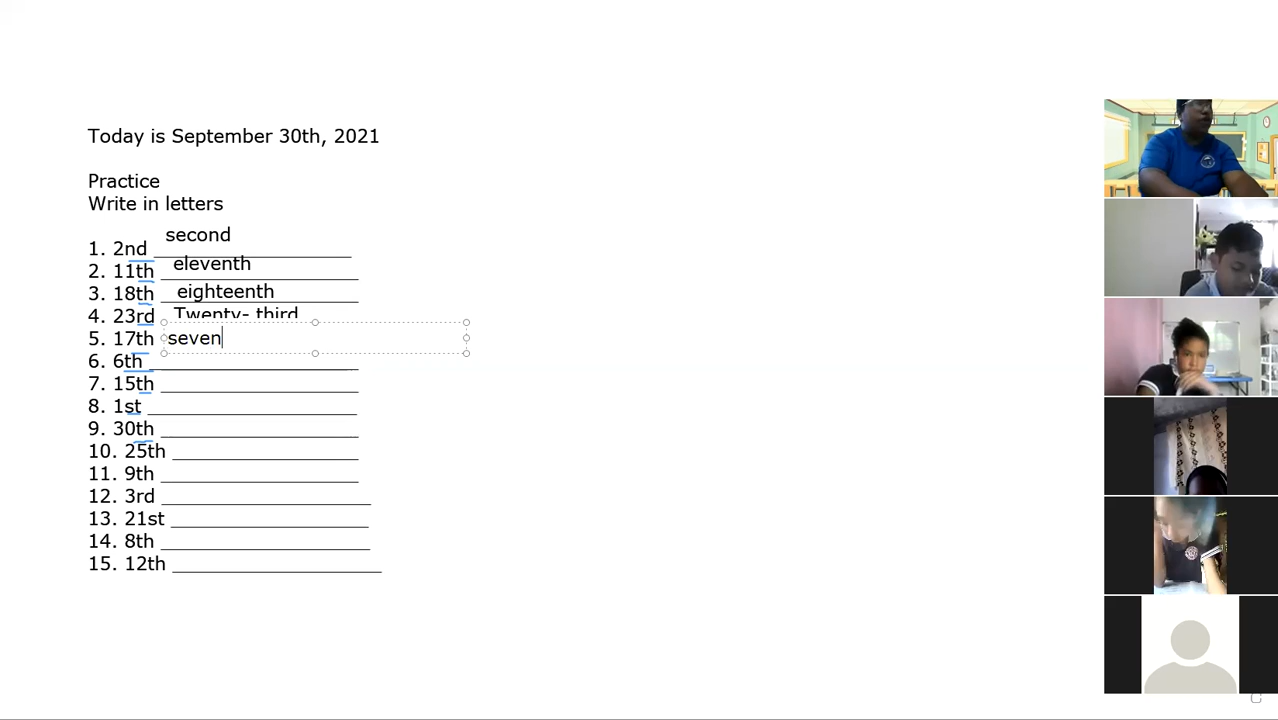 Today is September 30th, 2021
Practice
Write in letters
1. 2nd second
2. 11th eleventh
3. 18th eighteenth
4. 23rd Twenty- third
5. 17th seven
6. 6th
7. 15th
8. 1st
9. 30th
10. 25th
11. 9th
12. 3rd
13. 21st
14. 8th
15. 12th